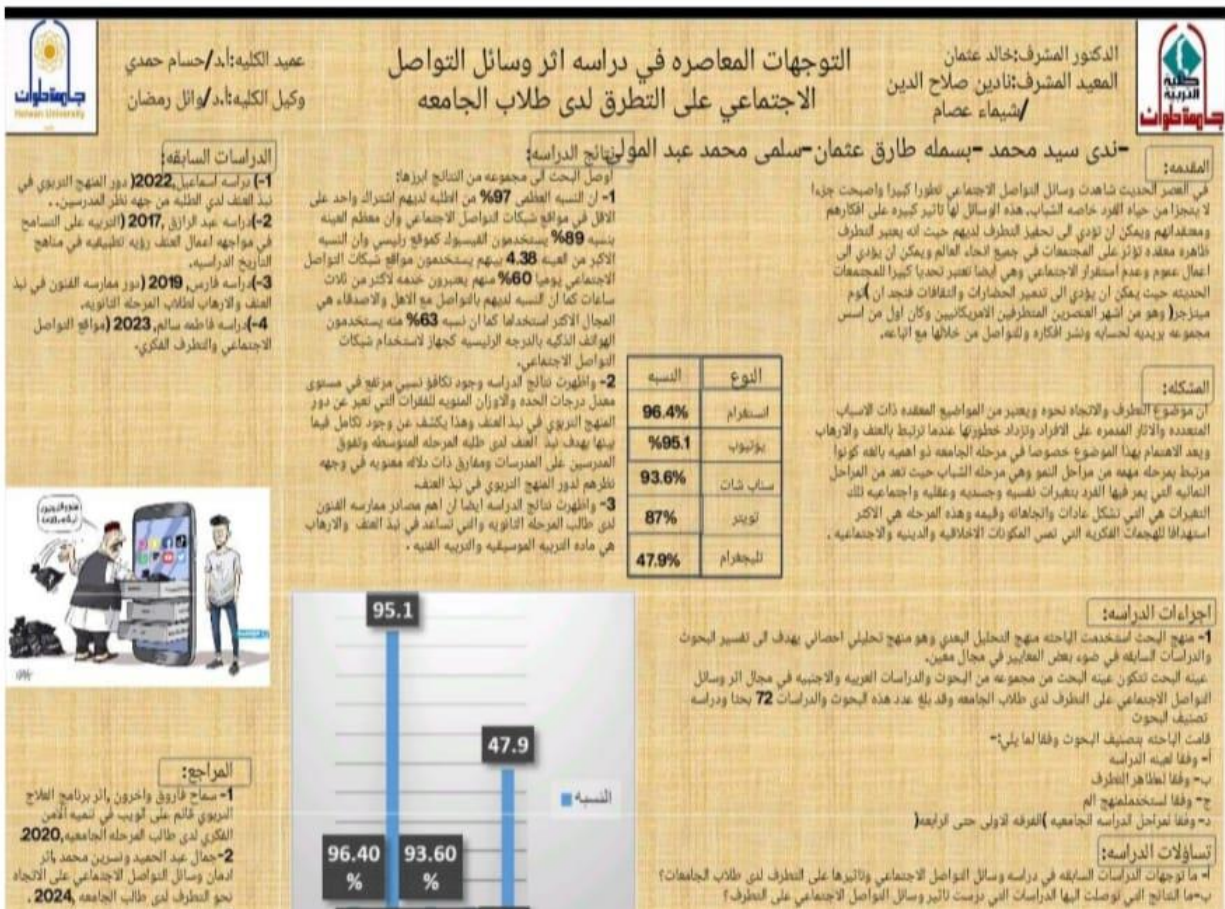 كلية التربية
جامعة حلوان
الدكتور المشرف:خالد عثمان
المعيد المشرف:نادين صلاح الدين
/شيماء عصام
التوجهات المعاصره في دراسه اثر وسائل التواصل
الاجتماعي على التطرق لدى طلاب الجامعه
عميد الكليه:أ.د/حسام حمدي
وكيل الكليه:أ.د/وائل رمضان
جامعة حلوان
Helwan University
-ندى سيد محمد -بسمله طارق عثمان-سلمى محمد عبد المولى
المقدمه:
في العصر الحديث شاهدت وسائل التواصل الاجتماعي تطورا كبيرا واصبحت جزءا
لا يتجزا من حياه الفرد خاصه الشباب. هذه الوسائل لها تاثير كبيره على افكارهم
ومعتقداتهم ويمكن ان تؤدي الى تحفيز التطرف لديهم حيث انه يعتبر التطرف
ظاهره معقده تؤثر على المجتمعات في جميع انحاء العالم ويمكن ان يؤدي الى
اعمال عموم وعدم استقرار الاجتماعي وهي ايضا تعتبر تحديا كبيرا للمجتمعات
الحديثه حيث يمكن ان يؤدي الى تدمير الحضارات والثقافات فنجد ان )توم
ميتزجر( وهو من اشهر العنصرين المتطرفين الامريكانيين وكان اول من اسس
مجموعه بريديه لحسابه ونشر افكاره وللتواصل من خلالها مع اتباعه.
المشكله:
ان موضوع التطرف والاتجاه نحوه ويعتبر من المواضيع المعقده ذات الاسباب
المتعدده والاثار المدمره على الافراد وتزداد خطورتها عندما ترتبط بالعنف والارهاب
ويعد الاهتمام بهذا الموضوع خصوصا في مرحله الجامعه ذو اهميه بالغه كونوا
مرتبط بمرحله مهمه من مراحل النمو وهي مرحله الشباب حيث تعد من المراحل
النمائيه التي يمر فيها الفرد بتغيرات نفسيه وجسديه وعقليه واجتماعيه تلك
التغيرات هي التي تشكل عادات واتجاهاته وقيمه وهذه المرحله هي الاكثر
استهدافا للهجمات الفكريه التي تمس المكونات الاخلاقيه والدينيه والاجتماعيه .
اجراءات الدراسه:
1- منهج البحث استخدمت الباحثه منهج التحليل البعدي وهو منهج تحليلي احصائي يهدف الى تفسير البحوث
والدراسات السابقه في ضوء بعض المعايير في مجال معين.
عينه البحث تتكون عينه البحث من مجموعه من البحوث والدراسات العربيه والاجنبيه في مجال اثر وسائل
التواصل الاجتماعي على التطرف لدى طلاب الجامعه وقد بلغ عدد هذه البحوث والدراسات 72 بحثا ودراسه
تصنيف البحوث
قامت الباحثه بتصنيف البحوث وفقا لما يلي:-
أ- وفقا لعينه الدراسه
ب- وفقا لمظاهر التطرف
ج- وفقا لستخدملمنهج الم
د- وفقا لمراحل الدراسه الجامعيه )الفرقه الاولى حتى الرابعه(
تساؤلات الدراسه:
أ- ما توجهات الدراسات السابقه في دراسه وسائل التواصل الاجتماعي وتاثيرها على التطرف لدى طلاب الجامعات؟
ب-ما النتائج التي توصلت اليها الدراسات التي درست تاثير وسائل التواصل الاجتماعي على التطرف؟
نتائج الدراسه:
اوصل البحث الى مجموعه من النتائج ابرزها:
1- ان النسبه العظمى 97% من الطلبه لديهم اشتراك واحد على
الاقل في مواقع شبكات التواصل الاجتماعي وان معظم العينه
بنسبه 89% يستخدمون الفيسبوك كموقع رئيسي وان النسبه
الاكبر من العينه 4.38 بينهم يستخدمون مواقع شبكات التواصل
الاجتماعي يوميا 60% منهم يعتبرون خدمه لاكثر من ثلاث
ساعات كما ان النسبه لديهم بالتواصل مع الاهل والاصدقاء هي
المجال الاكثر استخداما كما ان نسبه 63% منه يستخدمون
الهواتف الذكيه بالدرجة الرئيسيه كجهاز لاستخدام شبكات
التواصل الاجتماعي.
2- واظهرت نتائج الدراسه وجود تكافؤ نسبي مرتفع في مستوى
معدل درجات الحده والاوزان المئويه للفقرات التي تعبر عن دور
المنهج التربوي في نبذ العنف وهذا يكشف عن وجود تكامل فيما
بينها بهدف نبذ العنف لدى طلبه المرحله المتوسطه وتفوق
المدرسين على المدرسات ومفارق ذات دلاله معنويه في وجهه
نظرهم لدور المنهج التربوي في نبذ العنف.
3- واظهرت نتائج الدراسه ايضا ان اهم مصادر ممارسه الفنون
لدى طالب المرحله الثانويه والتي تساعد في نبذ العنف والارهاب
هي ماده التربيه الموسيقيه والتربيه الفنيه .
النوع النسبه
انستقرام 96.4%
يوتيوب 95.1%
سناب شات 93.6%
تويتر 87%
تليجقرام 47.9%
95.1
47.9
96.40
%
93.60
%
النسبه
الدراسات السابقه:
1-) دراسه اسماعيل,2022( دور المنهج التربوي في
نبذ العنف لدي الطلبه من جهه نظر المدرسين. .
2-)دراسه عبد الرازق ,2017 (التربيه على التسامح
في مواجهه اعمال العنف رؤيه تطبيقيه في مناهج
التأريخ الدراسيه.
3-)دراسه فارس, 2019 (دور ممارسه الفنون في نبذ
العنف والارهاب لطلاب المرحله الثانويه.
4-)دراسه فاطمه سالم, 2023 (مواقع التواصل
الاجتماعي والتطرف الفكري.
المراجع:
1- سماح فاروق واخرون ,اثر برنامج العلاج
التربوي قائم على الويب في تنميه الامن
الفكري لدى طالب المرحله الجامعيه,2020.
2-جمال عبد الحميد ونسرين محمد ,اثر
ادمان وسائل التواصل الاجتماعي على الاتجاه
نحو التطرف لدى طالب الجامعه ,2024 .